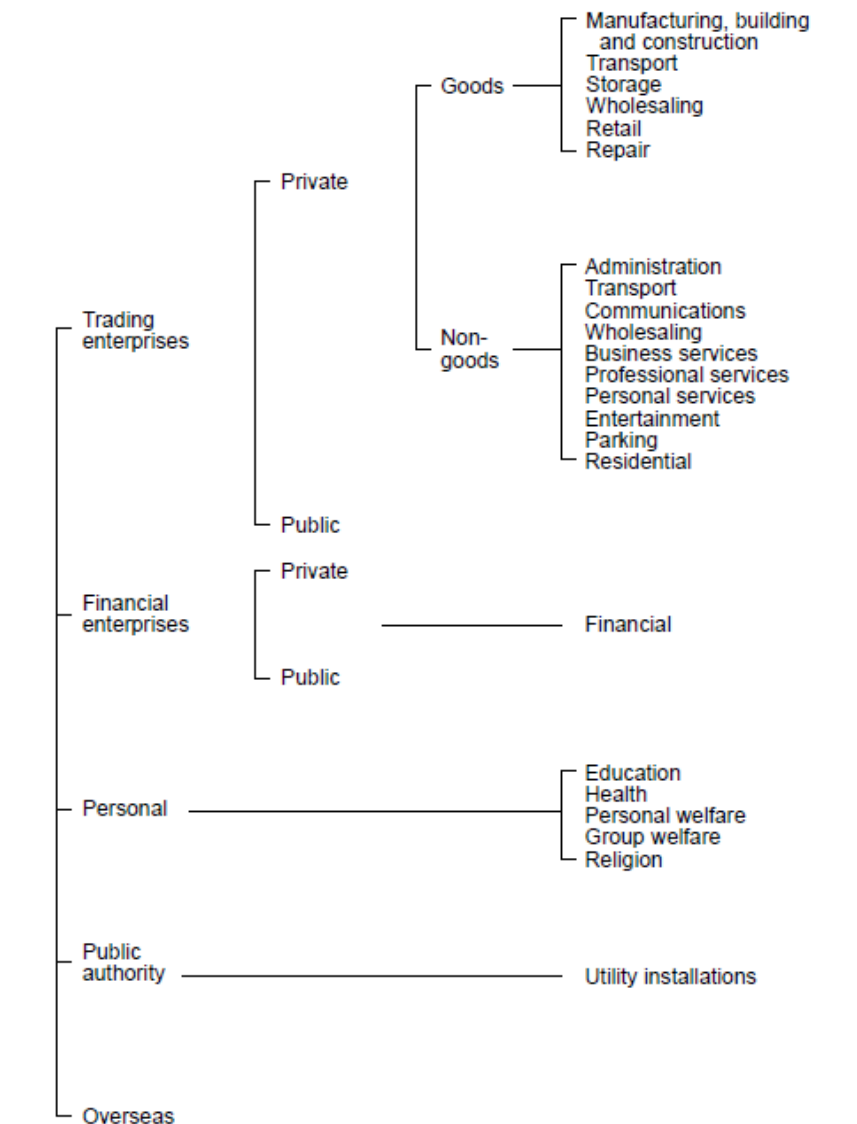 Manufacturing, building
and construction
Transport
Storage
Wholesaling
Retail
Repair
Goods
Private
Administration
Transport
Communications
Wholesaling
Business services
Professional services
Personal services
Entertainment
Parking
Residential
Non-
goods
Trading
enterprises
Public
Private
Financial
enterprises
Financial
Public
Education
Health
Personal welfare
Group welfare
Religion
Personal
Public
authority
Utility installations
Overseas